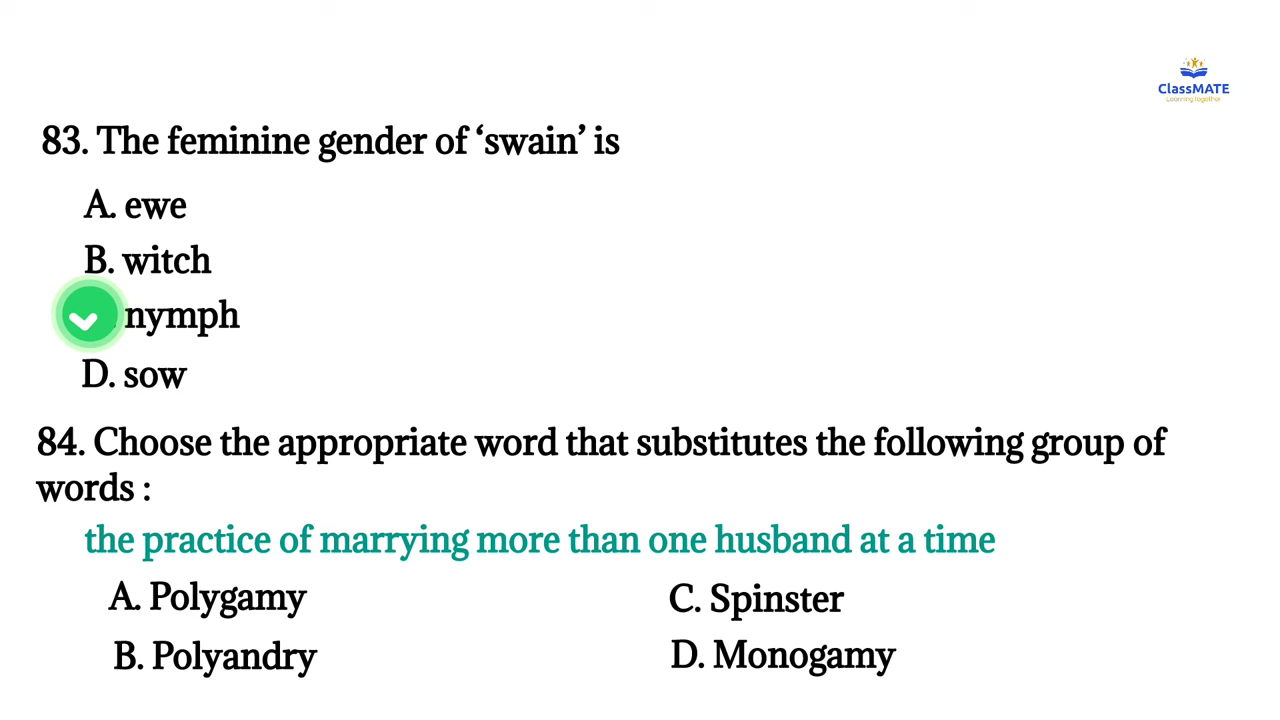 ClassMATE
Learning together
83. The feminine gender of ‘swain’ is
A. ewe
B. witch
nymph
D. sow
84. Choose the appropriate word that substitutes the following group of
words :
the practice of marrying more than one husband at a time
A. Polygamy
C. Spinster
B. Polyandry
D. Monogamy